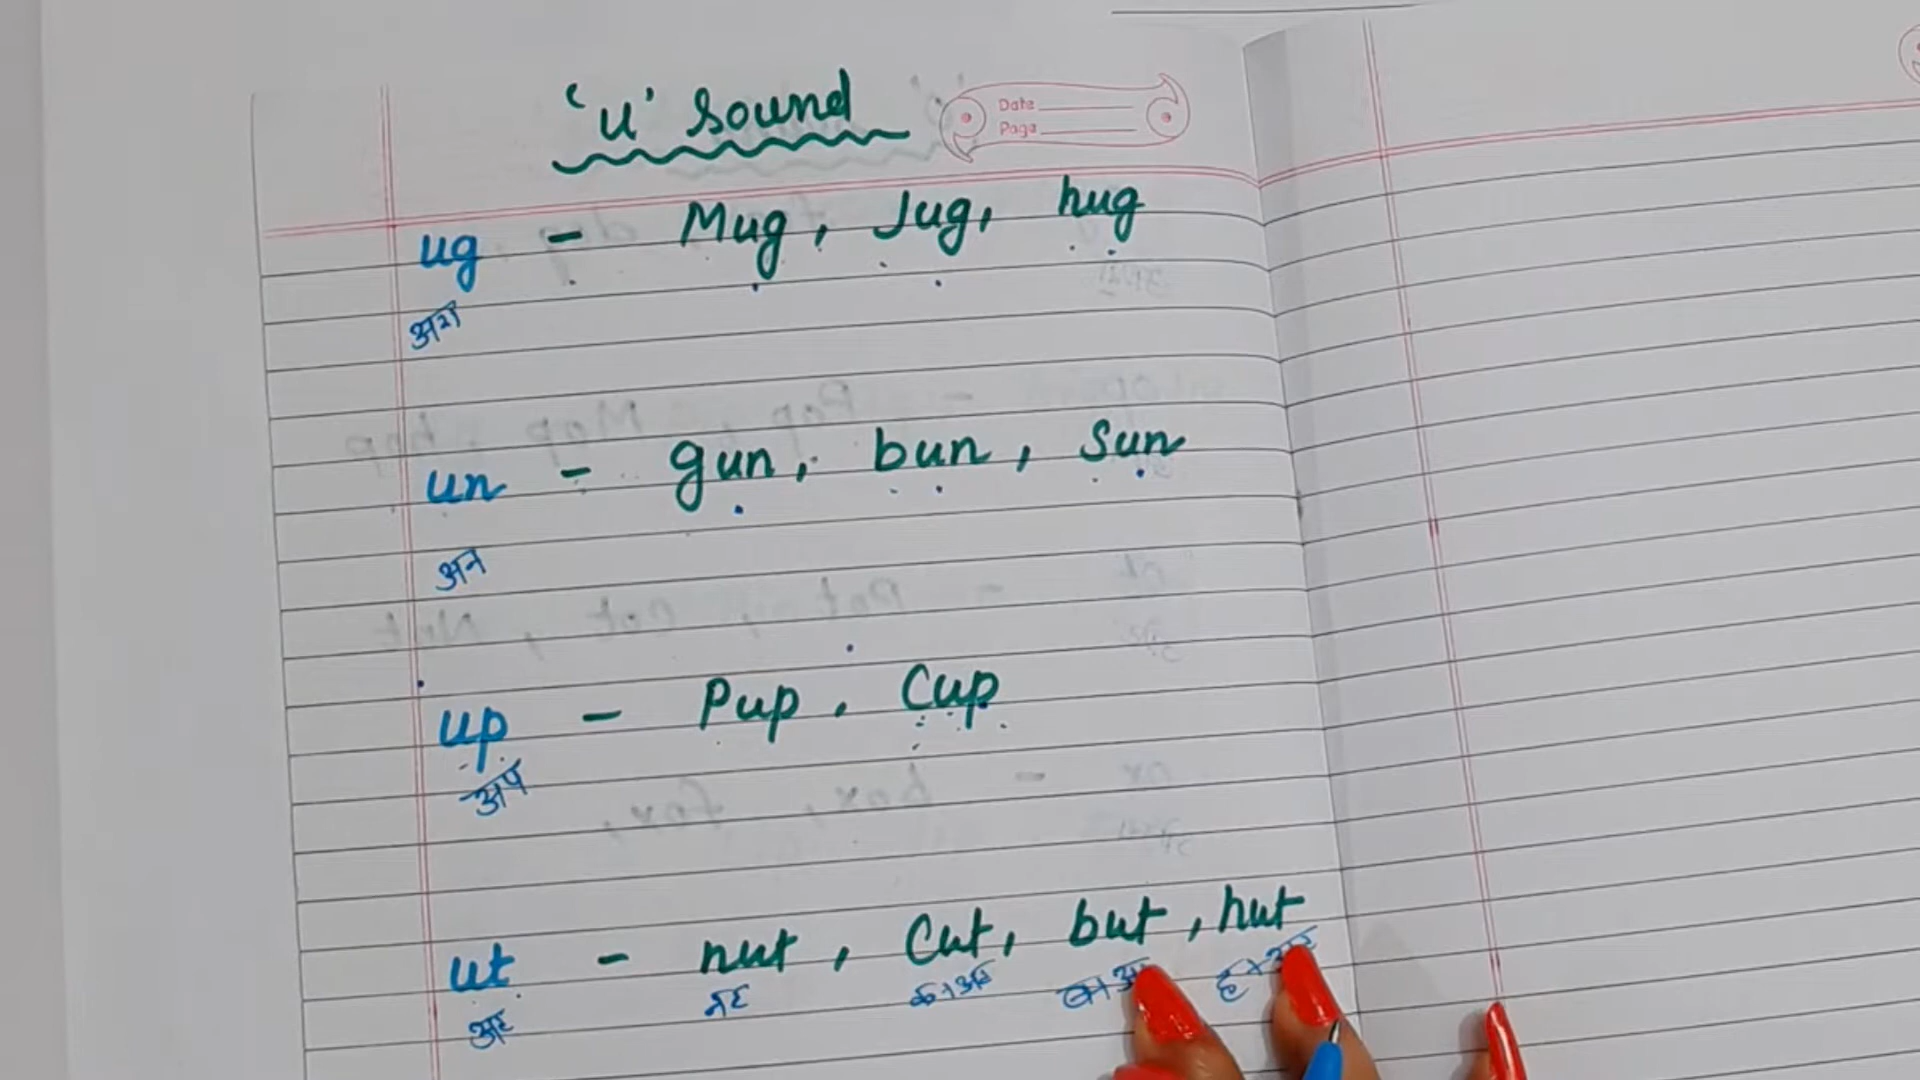 'u' Sound
Date
Page
ug - Mug, Jug, hug
अग
un - gun, bun, Sun
अन
up - Pup, Cup
अप
ut - nut, Cut, but, hut
अट नट क+अट